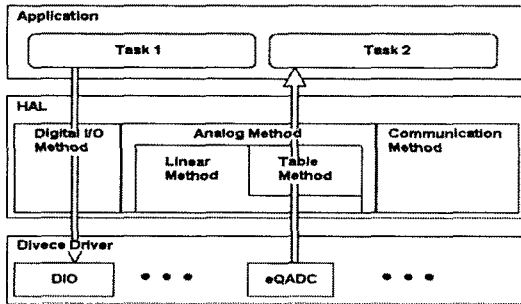 Application
Task 1
Task 2
HAL
Digital I/O
Method
Analog Method
Communication
Method
Linear
Method
Table
Method
Divece Driver
DIO
• • •
eQADC
• • •